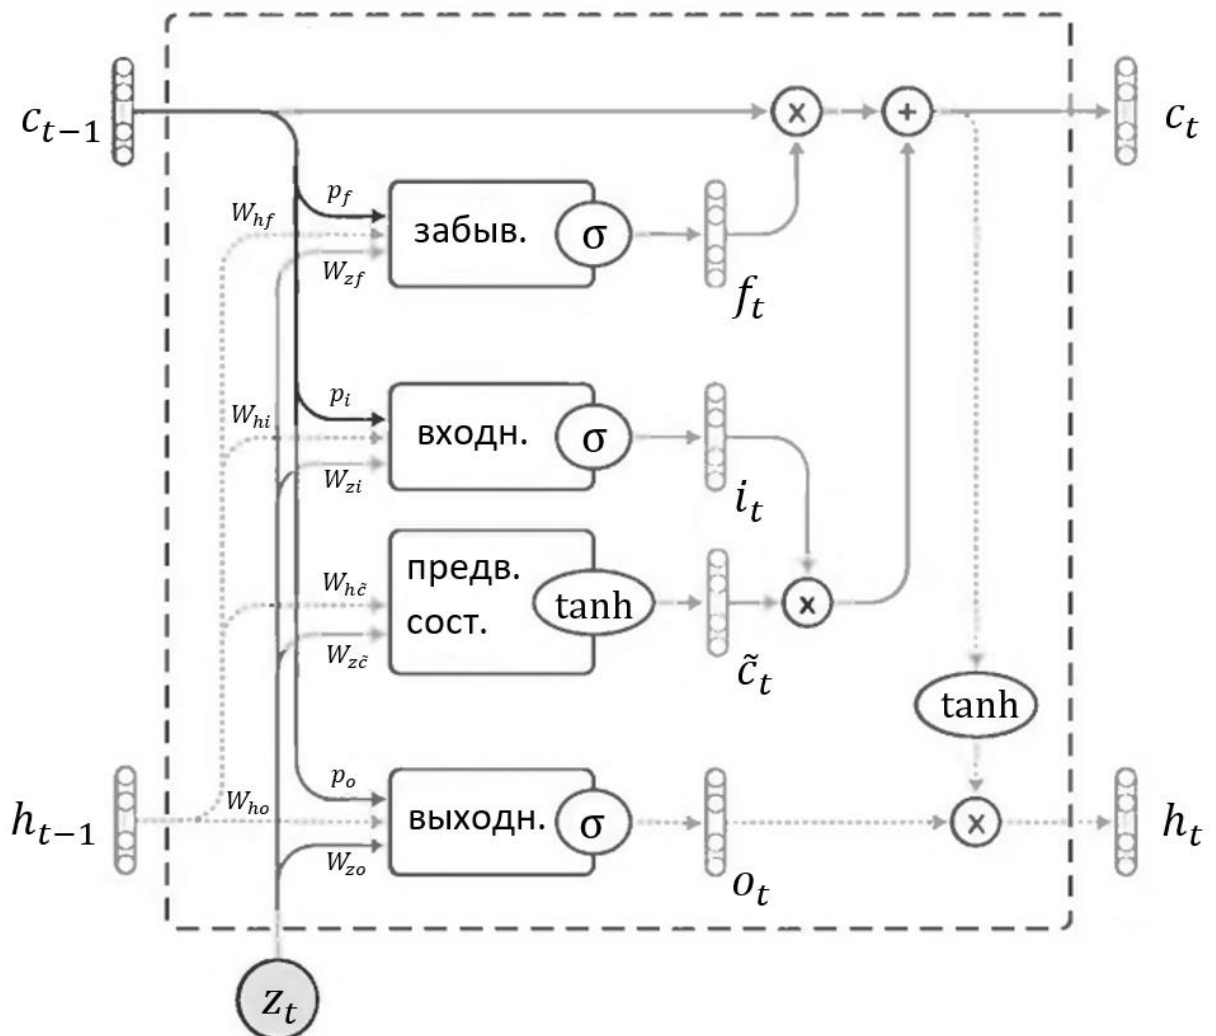 c_{t-1}
x
+
c_t
p_f
W_{hf}
забыв.
σ
W_{zf}
f_t
p_i
W_{hi}
входн.
σ
W_{zi}
i_t
предв.
сост.
W_{hc̃}
tanh
x
W_{zc̃}
c̃_t
tanh
p_o
h_{t-1}
W_{ho}
выходн.
σ
x
h_t
W_{zo}
o_t
z_t